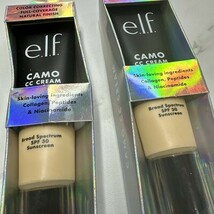 COLOR CORRECTING
FULL-COVERAGE
NATURAL FINISH
e.l.f.
CAMO
CC CREAM
Skin-loving ingredients
Collagen, Peptides
& Niacinamide
Broad Spectrum
SPF 30
Sunscreen
e.l.f.
CAMO
CC CREAM
Skin-loving ingredients
Collagen, Peptides
& Niacinamide
Broad Spectrum
SPF 30
Sunscreen